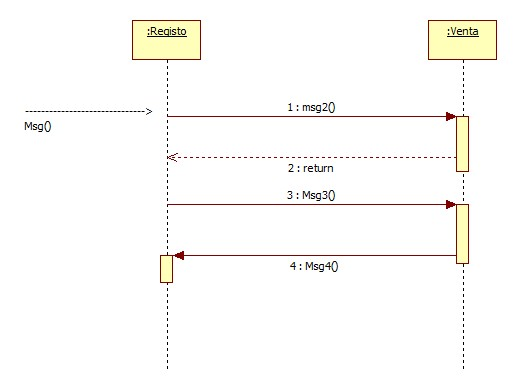 :Registo
:Venta
Msg()
1 : msg2()
2 : return
3 : Msg3()
4 : Msg4()